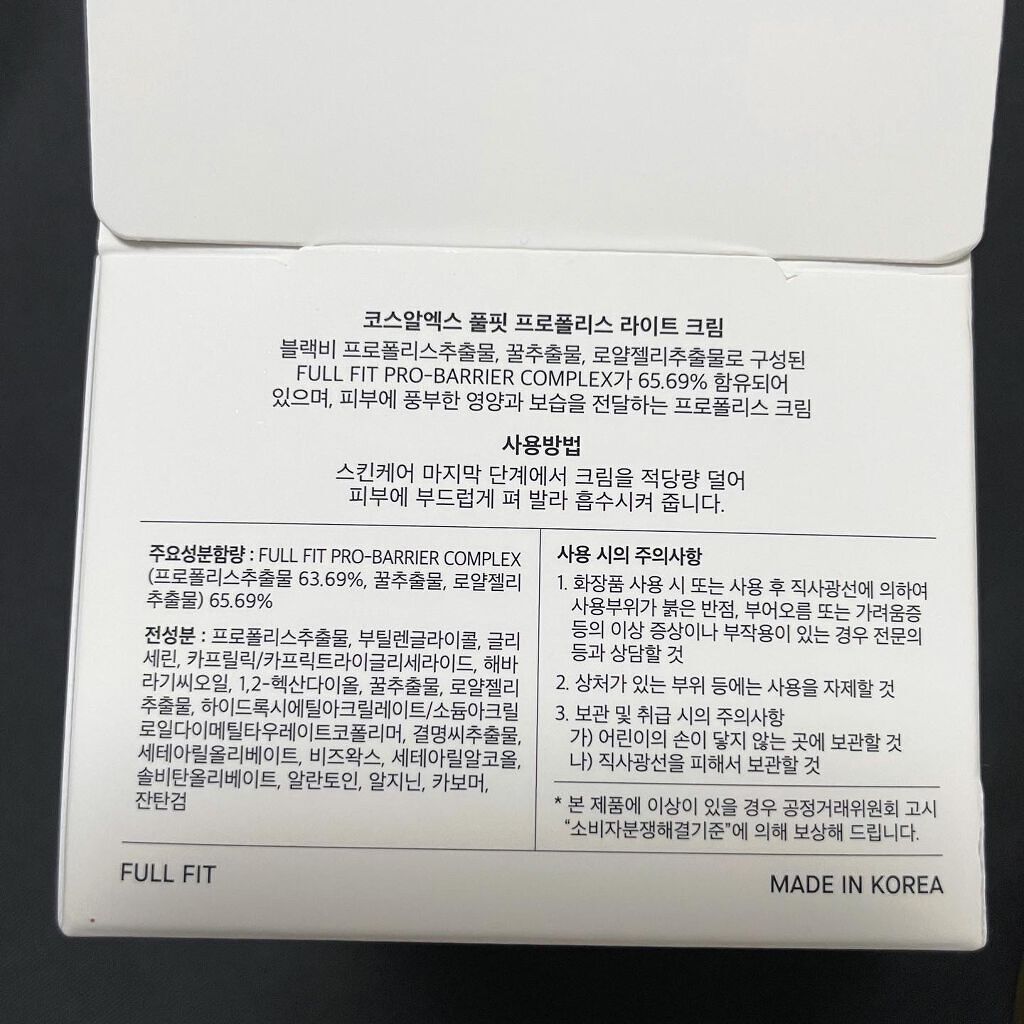 코스알엑스 풀핏 프로폴리스 라이트 크림
블랙비 프로폴리스추출물, 꿀추출물, 로얄젤리추출물로 구성된
FULL FIT PRO-BARRIER COMPLEX가 65.69% 함유되어
있으며, 피부에 풍부한 영양과 보습을 전달하는 프로폴리스 크림
사용방법
스킨케어 마지막 단계에서 크림을 적당량 덜어
피부에 부드럽게 펴 발라 흡수시켜 줍니다.
주요성분함량 : FULL FIT PRO-BARRIER COMPLEX
(프로폴리스추출물 63.69%, 꿀추출물, 로얄젤리
추출물) 65.69%
전성분 : 프로폴리스추출물, 부틸렌글라이콜, 글리
세린, 카프릴릭/카프릭트라이글리세라이드, 해바
라기씨오일, 1,2-헥산다이올, 꿀추출물, 로얄젤리
추출물, 하이드록시에틸아크릴레이트/소듐아크릴
로일다이메틸타우레이트코폴리머, 결명씨추출물,
세테아릴올리베이트, 비즈왁스, 세테아릴알코올,
솔비탄올리베이트, 알란토인, 알지닌, 카보머,
잔탄검
사용 시의 주의사항
1. 화장품 사용 시 또는 사용 후 직사광선에 의하여
사용부위가 붉은 반점, 부어오름 또는 가려움증
등의 이상 증상이나 부작용이 있는 경우 전문의
등과 상담할 것
2. 상처가 있는 부위 등에는 사용을 자제할 것
3. 보관 및 취급 시의 주의사항
가) 어린이의 손이 닿지 않는 곳에 보관할 것
나) 직사광선을 피해서 보관할 것
* 본 제품에 이상이 있을 경우 공정거래위원회 고시
"소비자분쟁해결기준"에 의해 보상해 드립니다.
FULL FIT
MADE IN KOREA